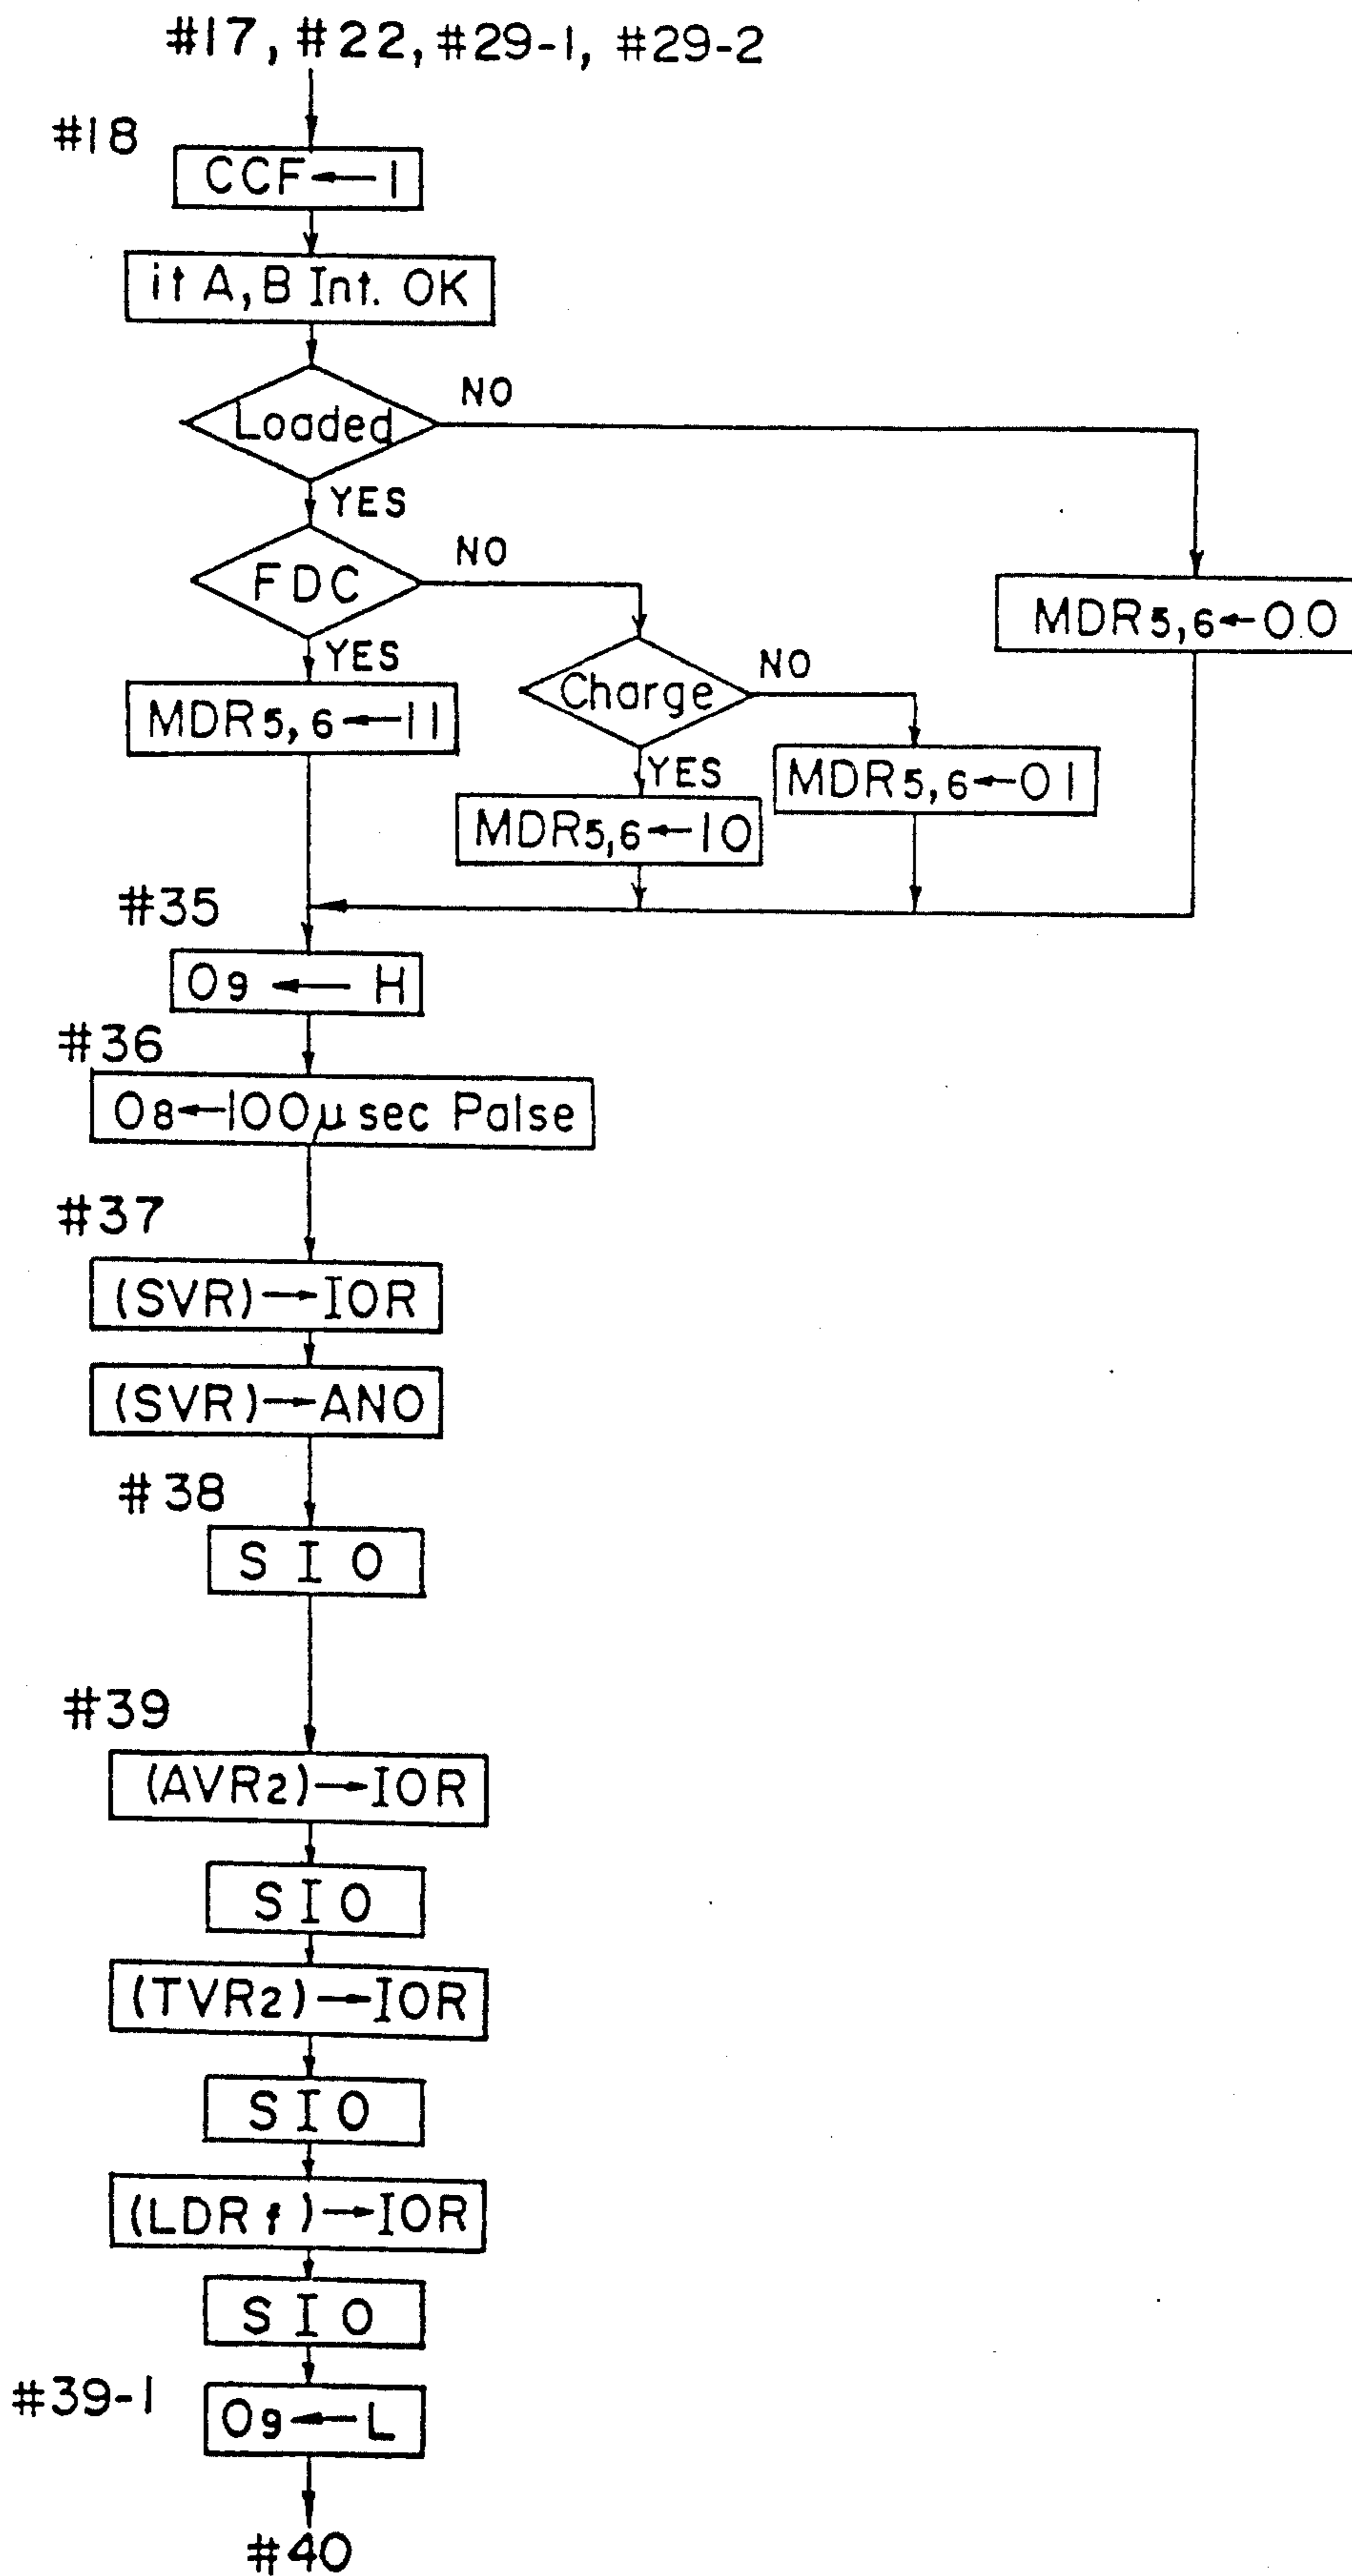 #17, #22, #29-1, #29-2
#18
CCF←1
it A, B Int. OK
Loaded
NO
YES
FDC
NO
MDR5,6←00
YES
Charge
NO
MDR5,6←11
YES
MDR5,6←01
MDR5,6←10
#35
O9 ← H
#36
O8←100μsec Palse
#37
(SVR)→IOR
(SVR)→ANO
#38
SIO
#39
(AVR2)→IOR
SIO
(TVR2)→IOR
SIO
(LDRf)→IOR
SIO
#39-1
O9←L
#40